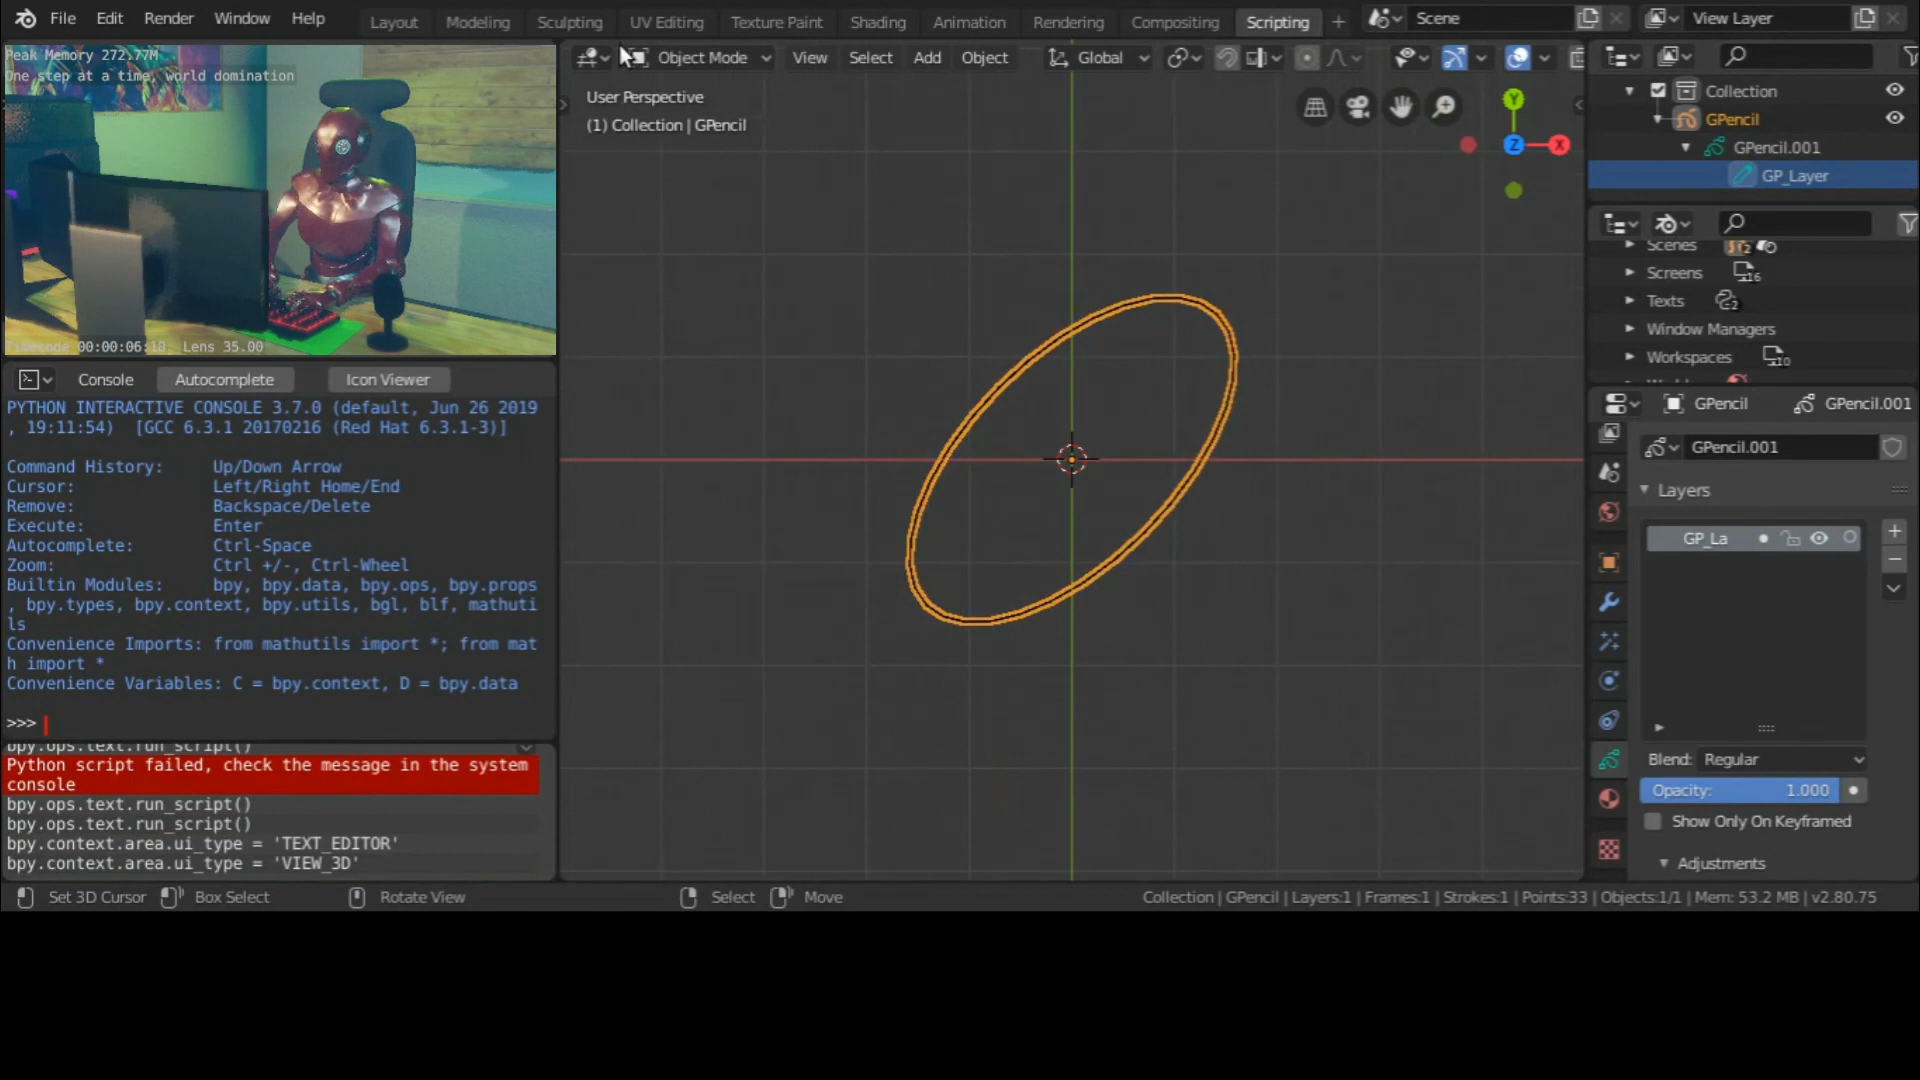 File Edit Render Window Help
Layout Modeling Sculpting UV Editing Texture Paint Shading Animation Rendering Compositing Scripting +
Scene
View Layer
Peak Memory 272.77M
One step at a time, world domination
Timecode 00:00:06:18 Lens 35.00
Object Mode View Select Add Object Global
User Perspective
(1) Collection | GPencil
Y
Z
X
Collection
GPencil
GPencil.001
GP_Layer
Scenes 2
Screens 16
Texts 2
Window Managers
Workspaces 10
Console Autocomplete Icon Viewer
PYTHON INTERACTIVE CONSOLE 3.7.0 (default, Jun 26 2019
, 19:11:54)  [GCC 6.3.1 20170216 (Red Hat 6.3.1-3)]
Command History: Up/Down Arrow
Cursor: Left/Right Home/End
Remove: Backspace/Delete
Execute: Enter
Autocomplete: Ctrl-Space
Zoom: Ctrl +/-, Ctrl-Wheel
Builtin Modules: bpy, bpy.data, bpy.ops, bpy.props
, bpy.types, bpy.context, bpy.utils, bgl, blf, mathuti
ls
Convenience Imports: from mathutils import *; from mat
h import *
Convenience Variables: C = bpy.context, D = bpy.data
>>>
bpy.ops.text.run_script()
Python script failed, check the message in the system
console
bpy.ops.text.run_script()
bpy.ops.text.run_script()
bpy.context.area.ui_type = 'TEXT_EDITOR'
bpy.context.area.ui_type = 'VIEW_3D'
GPencil GPencil.001
GPencil.001
Layers
GP_La
Blend: Regular
Opacity: 1.000
Show Only On Keyframed
Adjustments
Set 3D Cursor Box Select Rotate View Select Move
Collection | GPencil | Layers:1 | Frames:1 | Strokes:1 | Points:33 | Objects:1/1 | Mem: 53.2 MB | v2.80.75